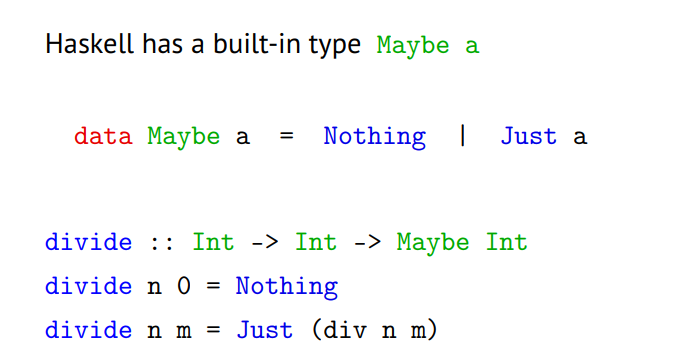 Haskell has a built-in type Maybe a
data Maybe a = Nothing | Just a
divide :: Int -> Int -> Maybe Int
divide n 0 = Nothing
divide n m = Just (div n m)